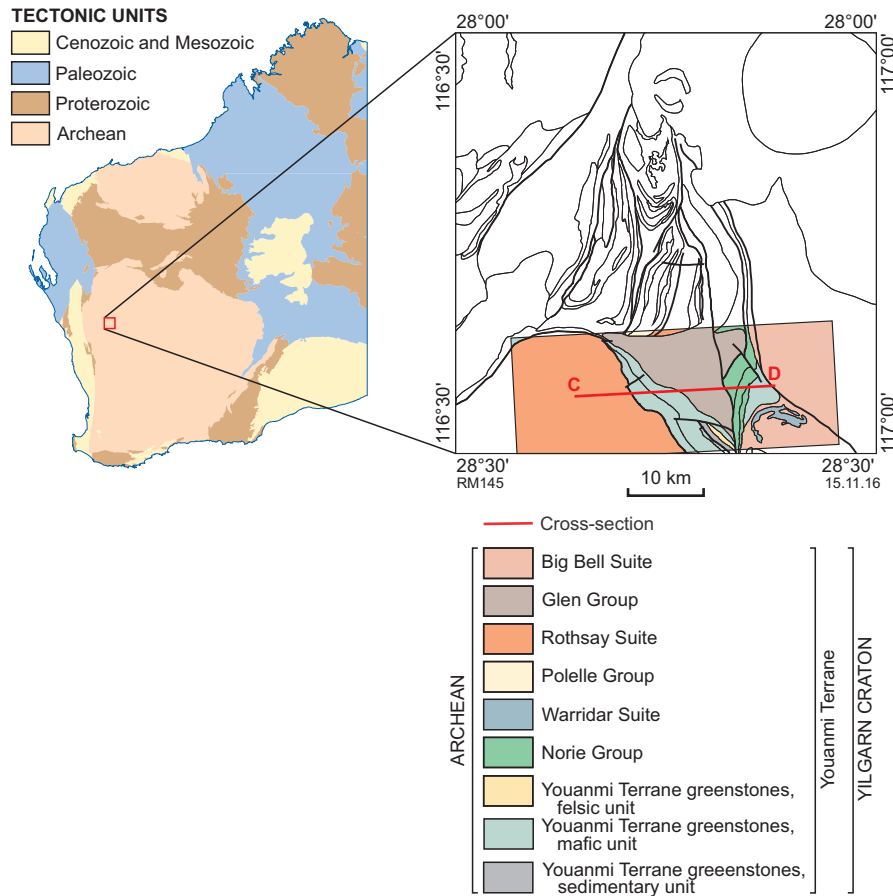 TECTONIC UNITS
Cenozoic and Mesozoic
Paleozoic
Proterozoic
Archean
28°00'
28°00'
116°30'
117°00'
C
D
116°30'
117°00'
28°30'
28°30'
RM145
10 km
15.11.16
Cross-section
Big Bell Suite
Glen Group
Rothsay Suite
Polelle Group
Warridar Suite
Norie Group
Youanmi Terrane greenstones,
felsic unit
Youanmi Terrane greenstones,
mafic unit
Youanmi Terrane greeenstones,
sedimentary unit
ARCHEAN
Youanmi Terrane
YILGARN CRATON